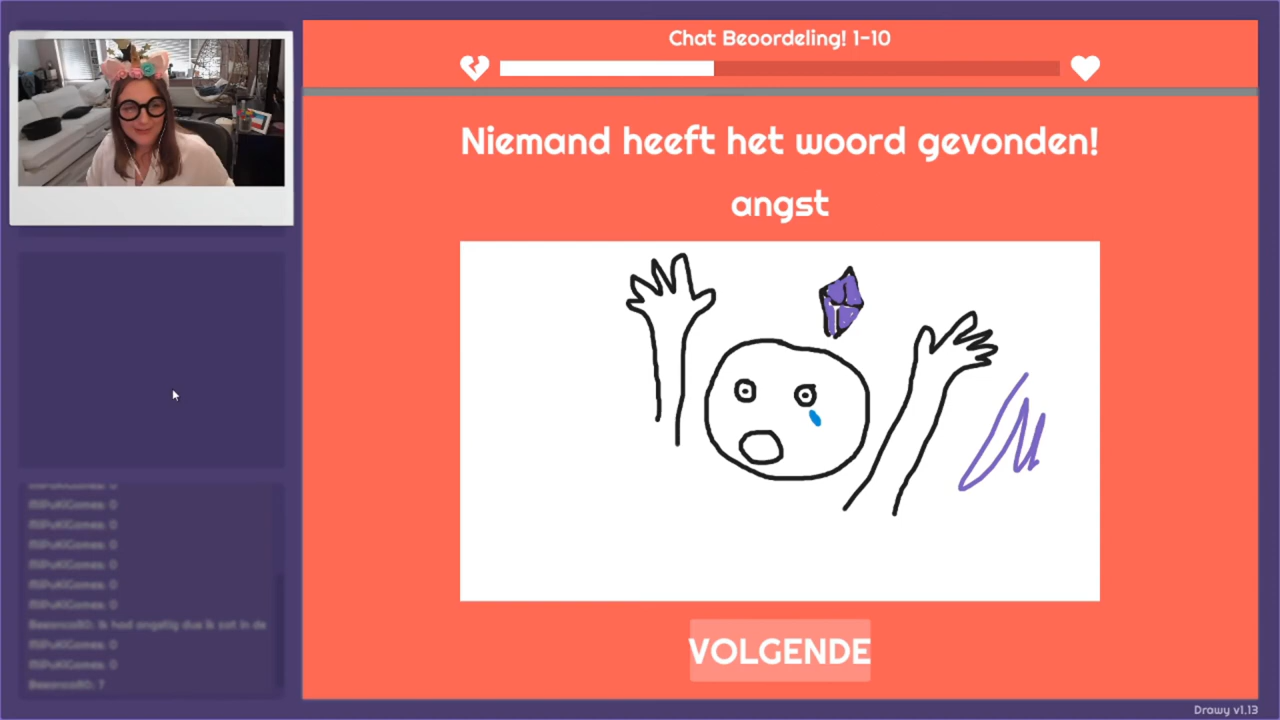 Chat Beoordeling! 1-10
Niemand heeft het woord gevonden!
angst
VOLGENDE
MiPuKiGames: 0
MiPuKiGames: 0
MiPuKiGames: 0
MiPuKiGames: 0
MiPuKiGames: 0
MiPuKiGames: 0
: Ik had angstig dus ik zat in de
MiPuKiGames: 0
MiPuKiGames: 0
: 7
Drawy v1.13